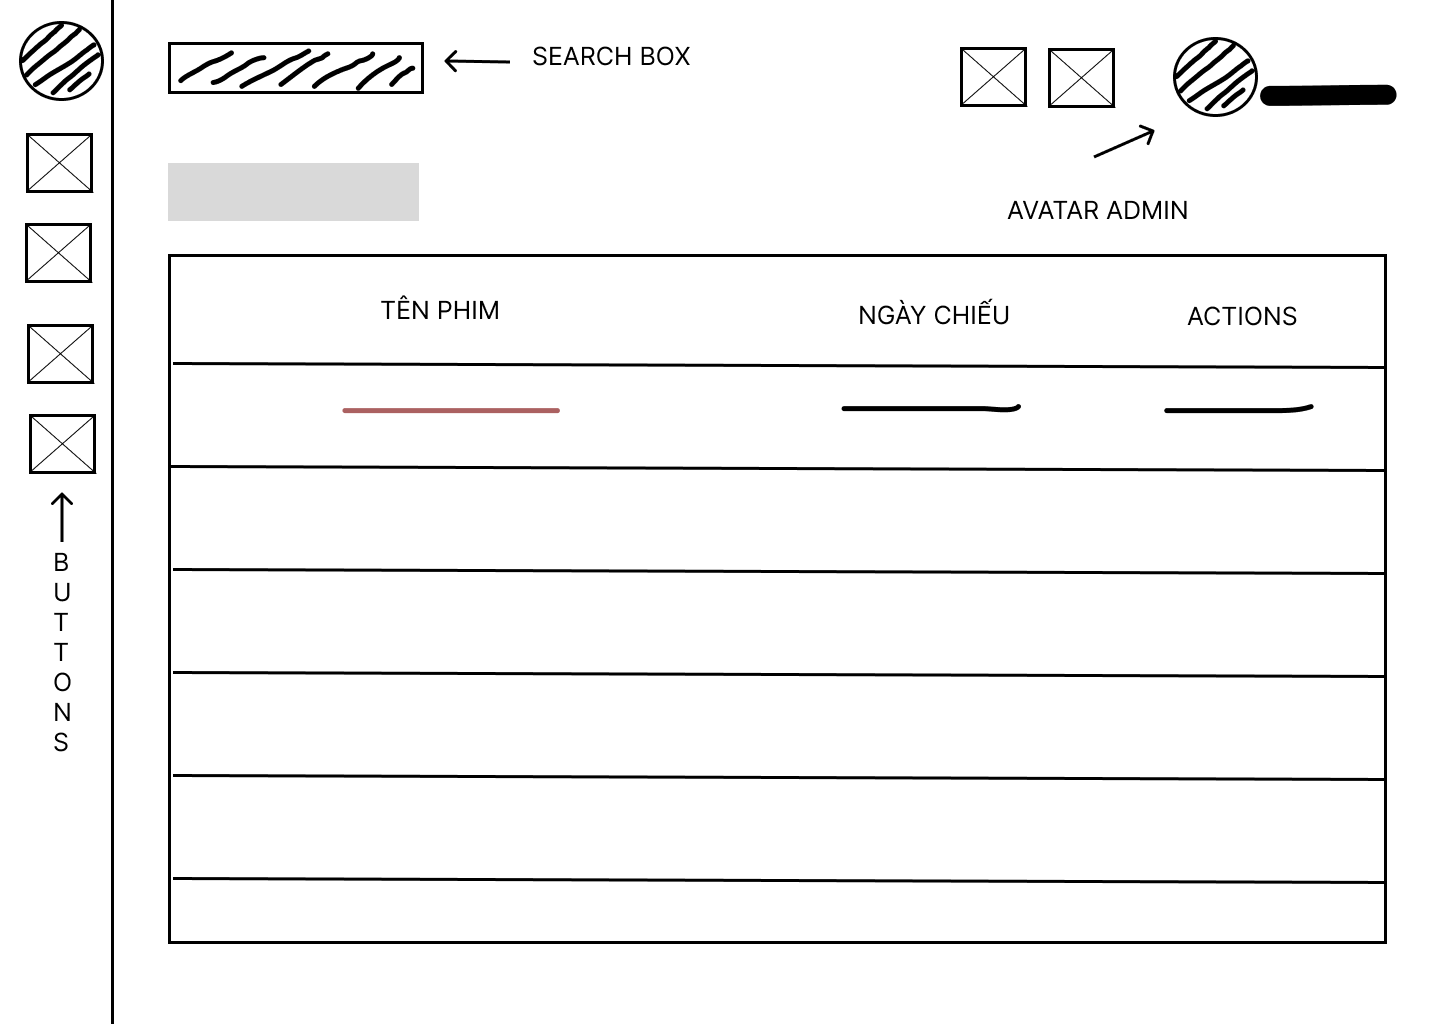 SEARCH BOX
AVATAR ADMIN
TÊN PHIM
NGÀY CHIẾU
ACTIONS
B
U
T
T
O
N
S